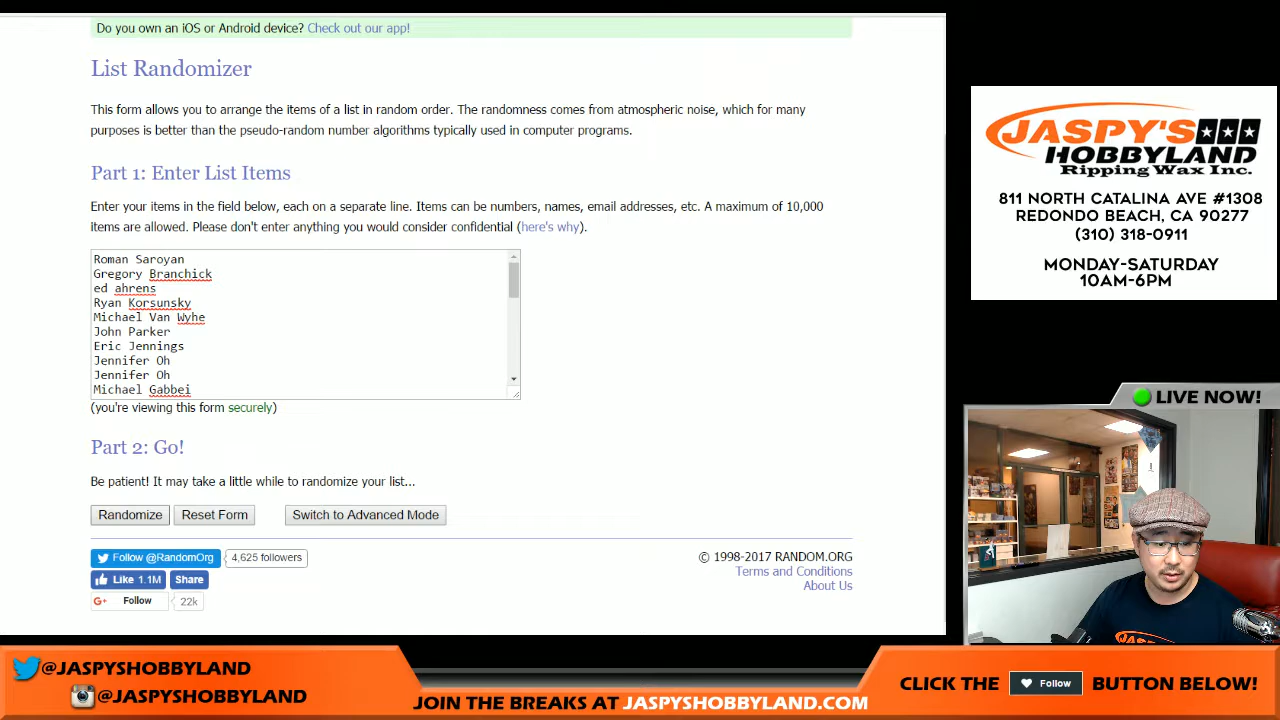 Do you own an iOS or Android device? Check out our app!
List Randomizer
This form allows you to arrange the items of a list in random order. The randomness comes from atmospheric noise, which for many
purposes is better than the pseudo-random number algorithms typically used in computer programs.
Part 1: Enter List Items
Enter your items in the field below, each on a separate line. Items can be numbers, names, email addresses, etc. A maximum of 10,000
items are allowed. Please don't enter anything you would consider confidential (here's why).
Roman Saroyan
Gregory Branchick
ed ahrens
Ryan Korsunsky
Michael Van Wyhe
John Parker
Eric Jennings
Jennifer Oh
Jennifer Oh
Michael Gabbei
(you're viewing this form securely)
Part 2: Go!
Be patient! It may take a little while to randomize your list...
Randomize Reset Form Switch to Advanced Mode
Follow @RandomOrg 4,625 followers
Like 1.1M Share
G+ Follow 22k
© 1998-2017 RANDOM.ORG
Terms and Conditions
About Us
JASPY'S
HOBBYLAND
Ripping Wax Inc.
811 NORTH CATALINA AVE #1308
REDONDO BEACH, CA 90277
(310) 318-0911
MONDAY-SATURDAY
10AM-6PM
LIVE NOW!
@JASPYSHOBBYLAND
@JASPYSHOBBYLAND
JOIN THE BREAKS AT JASPYSHOBBYLAND.COM
CLICK THE Follow BUTTON BELOW!